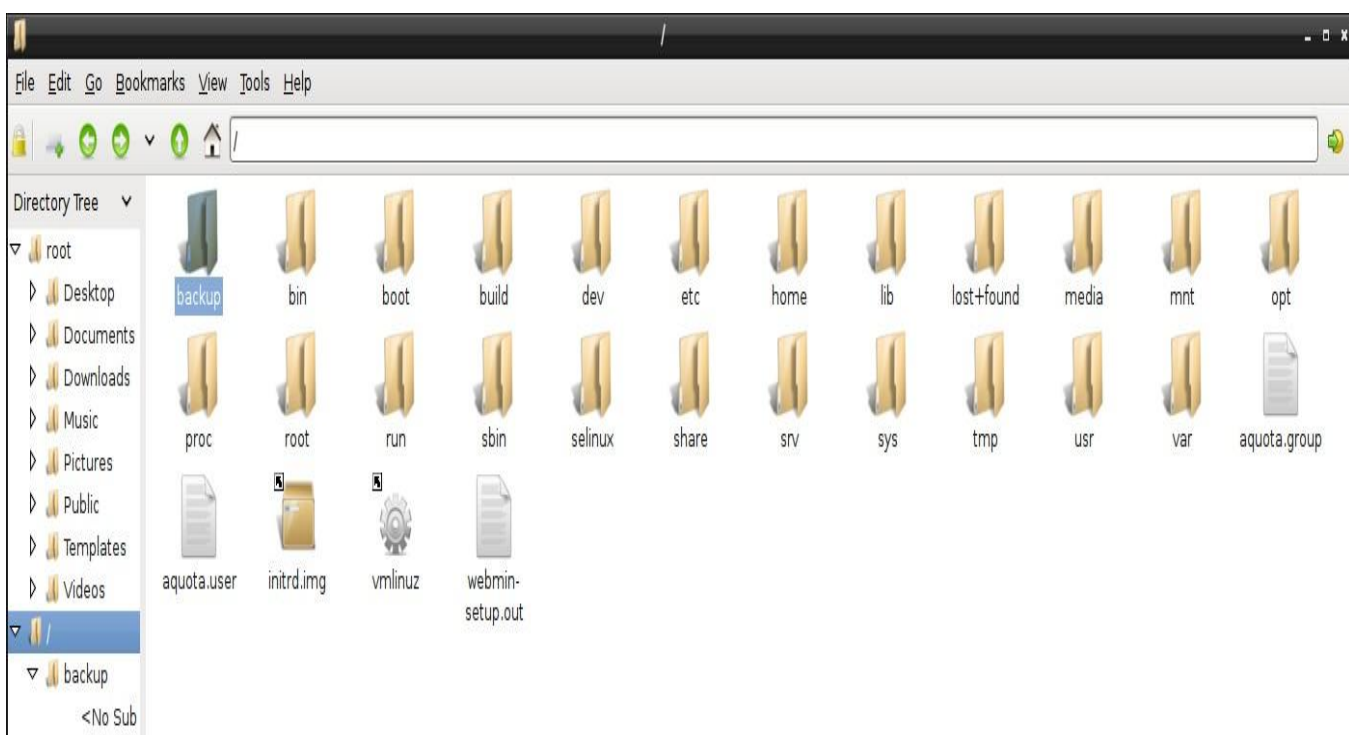 /
File Edit Go Bookmarks View Tools Help
/
Directory Tree
root
Desktop
Documents
Downloads
Music
Pictures
Public
Templates
Videos
/
backup
<No Sub
backup bin boot build dev etc home lib lost+found media mnt opt
proc root run sbin selinux share srv sys tmp usr var aquota.group
aquota.user initrd.img vmlinuz webmin-
setup.out